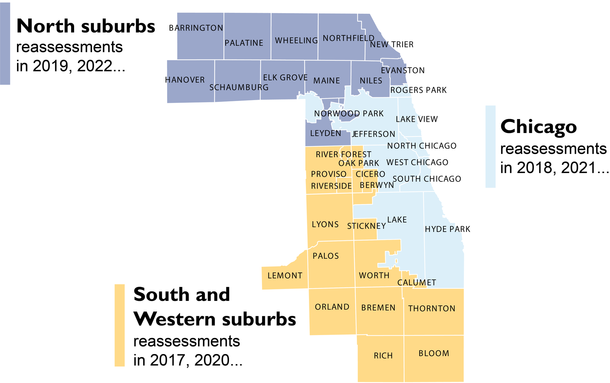 North suburbs
reassessments
in 2019, 2022...
BARRINGTON
PALATINE
WHEELING
NORTHFIELD
NEW TRIER
HANOVER
SCHAUMBURG
ELK GROVE
MAINE
NILES
EVANSTON
ROGERS PARK
NORWOOD PARK
LAKE VIEW
LEYDEN
JEFFERSON
NORTH CHICAGO
RIVER FOREST
OAK PARK
WEST CHICAGO
PROVISO
CICERO
SOUTH CHICAGO
RIVERSIDE
BERWYN
Chicago
reassessments
in 2018, 2021...
LYONS
STICKNEY
LAKE
HYDE PARK
PALOS
LEMONT
WORTH
CALUMET
ORLAND
BREMEN
THORNTON
RICH
BLOOM
South and
Western suburbs
reassessments
in 2017, 2020...